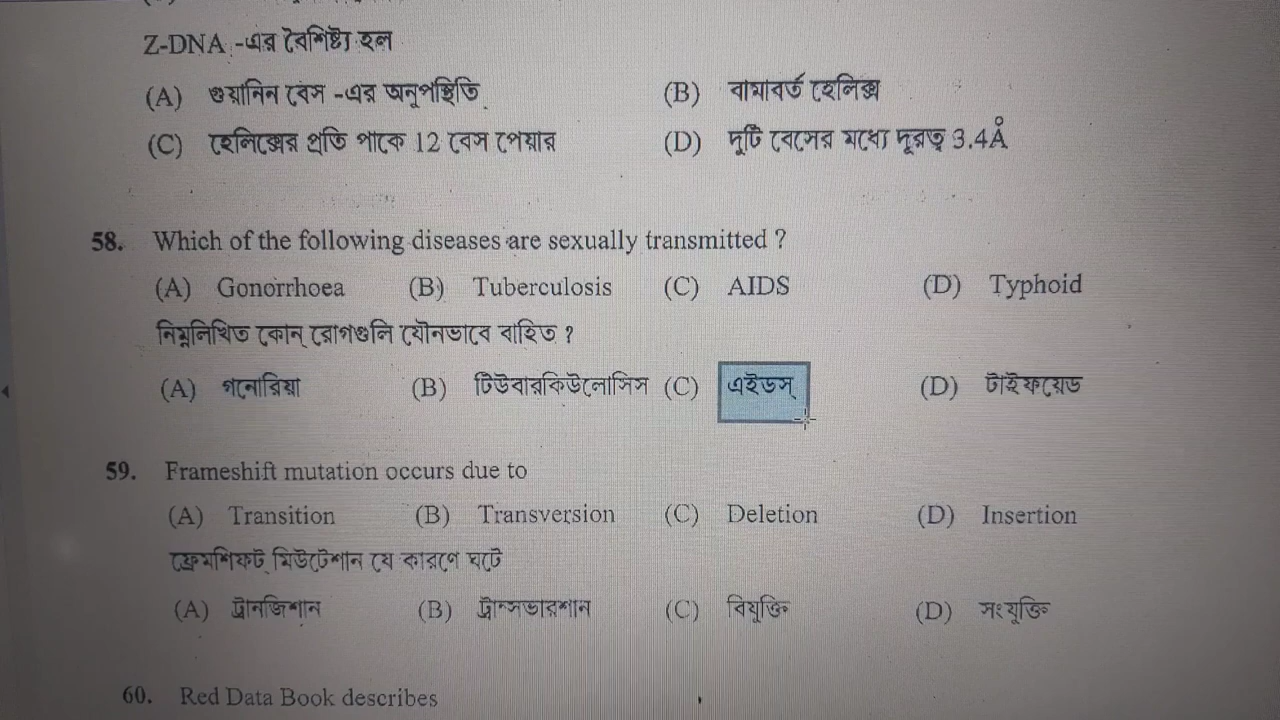 Z-DNA -এর বৈশিষ্ট্য হল
(A) গুয়ানিন বেস -এর অনুপস্থিতি (B) বামাবর্ত হেলিক্স
(C) হেলিক্সের প্রতি পাকে 12 বেস পেয়ার (D) দুটি বেসের মধ্যে দূরত্ব 3.4Å
58. Which of the following diseases are sexually transmitted ?
(A) Gonorrhoea (B) Tuberculosis (C) AIDS (D) Typhoid
নিম্নলিখিত কোন্ রোগগুলি যৌনভাবে বাহিত ?
(A) গনোরিয়া (B) টিউবারকিউলোসিস (C) এইডস্ (D) টাইফয়েড
59. Frameshift mutation occurs due to
(A) Transition (B) Transversion (C) Deletion (D) Insertion
ফ্রেমশিফট্ মিউটেশান যে কারণে ঘটে
(A) ট্রানজিশান (B) ট্রান্সভারশান (C) বিযুক্তি (D) সংযুক্তি
60. Red Data Book describes